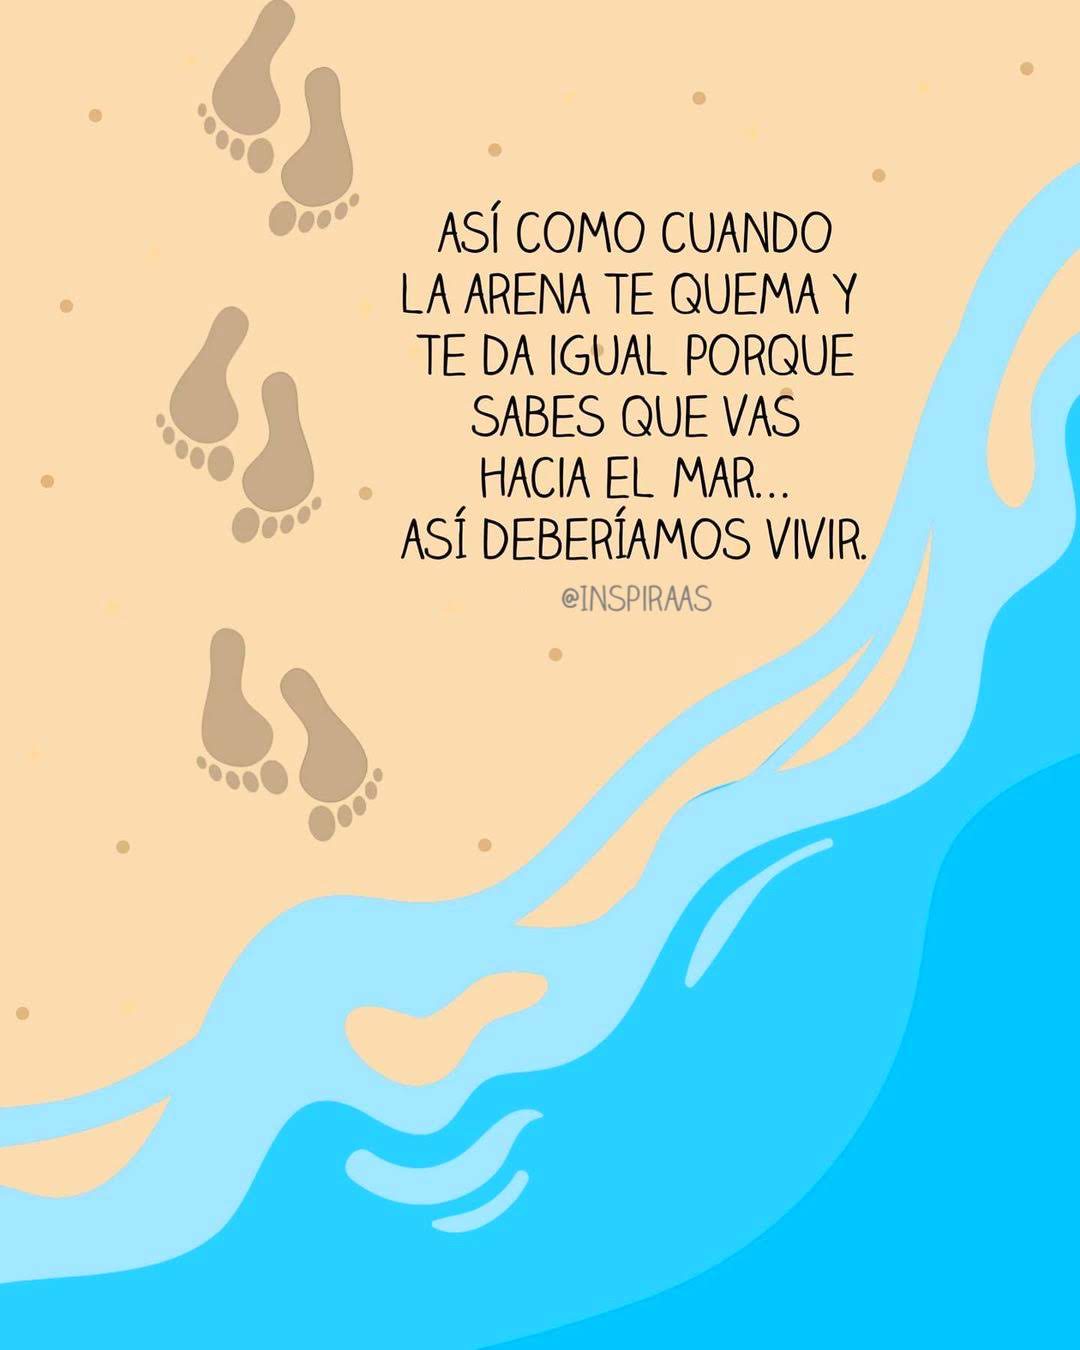 ASÍ COMO CUANDO
LA ARENA TE QUEMA Y
TE DA IGUAL PORQUE
SABES QUE VAS
HACIA EL MAR...
ASÍ DEBERÍAMOS VIVIR.
@INSPIRAAS